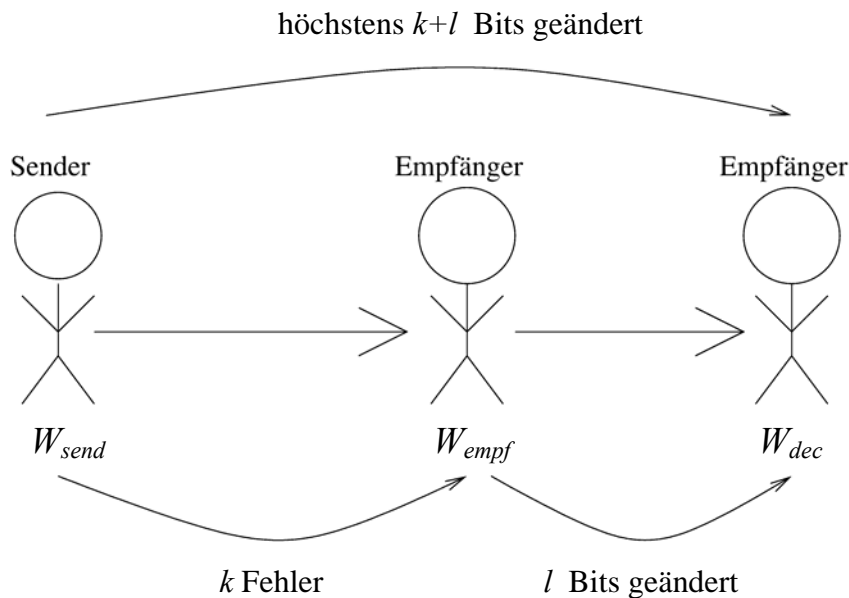 höchstens k+l Bits geändert
Sender
Empfänger
Empfänger
W_send
W_empf
W_dec
k Fehler
l Bits geändert